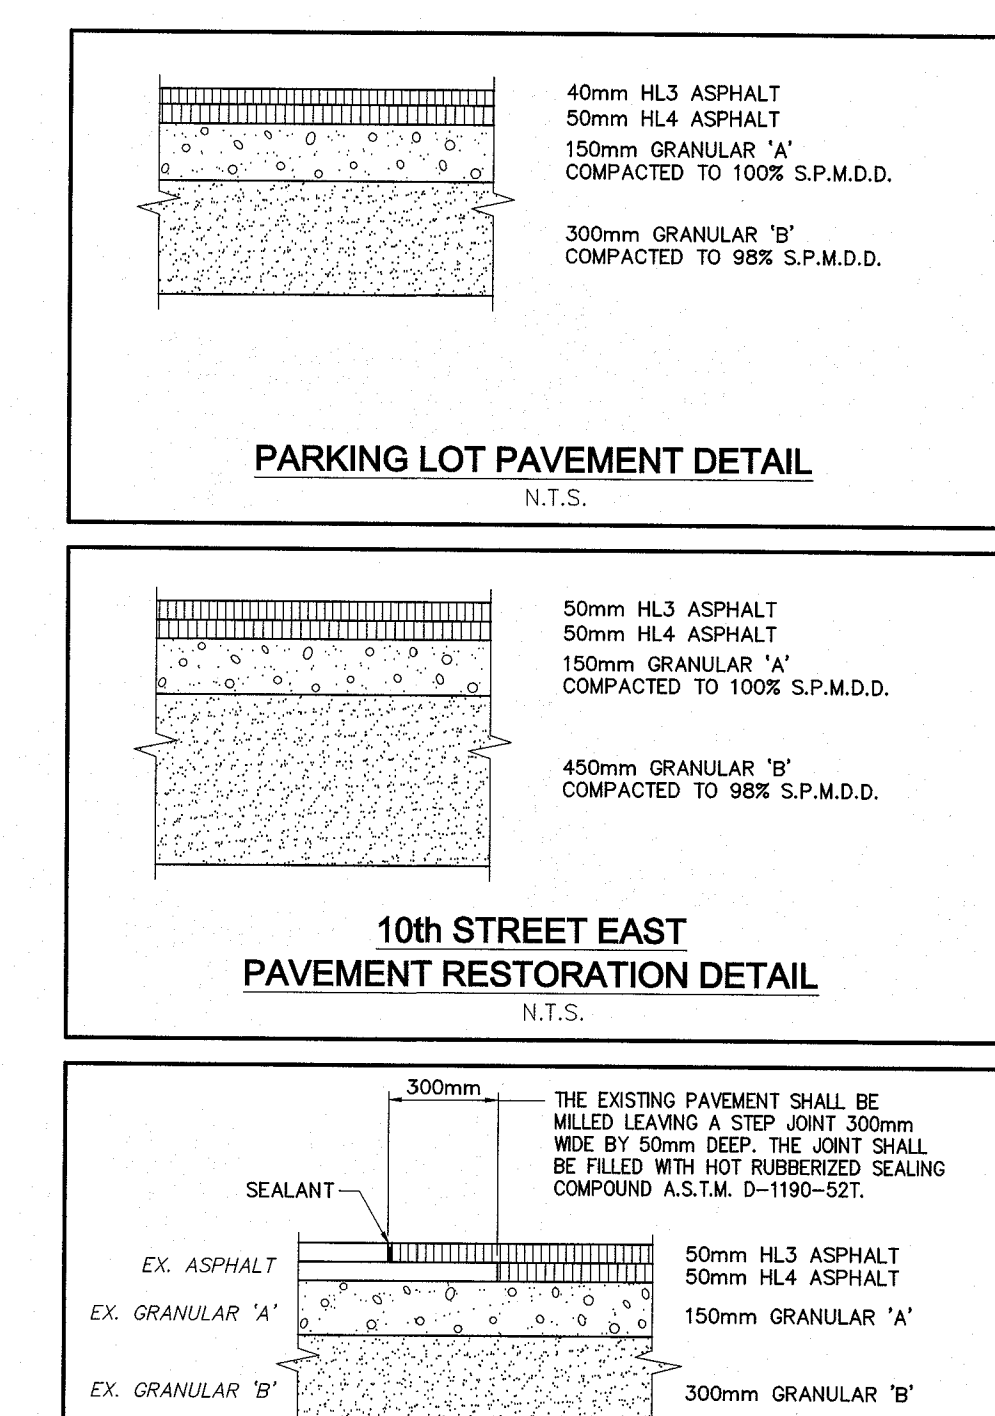 40mm HL3 ASPHALT
50mm HL4 ASPHALT
150mm GRANULAR 'A'
COMPACTED TO 100% S.P.M.D.D.
300mm GRANULAR 'B'
COMPACTED TO 98% S.P.M.D.D.
PARKING LOT PAVEMENT DETAIL
N.T.S.
50mm HL3 ASPHALT
50mm HL4 ASPHALT
150mm GRANULAR 'A'
COMPACTED TO 100% S.P.M.D.D.
450mm GRANULAR 'B'
COMPACTED TO 98% S.P.M.D.D.
10th STREET EAST
PAVEMENT RESTORATION DETAIL
N.T.S.
300mm
THE EXISTING PAVEMENT SHALL BE
MILLED LEAVING A STEP JOINT 300mm
WIDE BY 50mm DEEP. THE JOINT SHALL
BE FILLED WITH HOT RUBBERIZED SEALING
COMPOUND A.S.T.M. D-1190-52T.
SEALANT
EX. ASPHALT
50mm HL3 ASPHALT
50mm HL4 ASPHALT
EX. GRANULAR 'A'
150mm GRANULAR 'A'
EX. GRANULAR 'B'
300mm GRANULAR 'B'